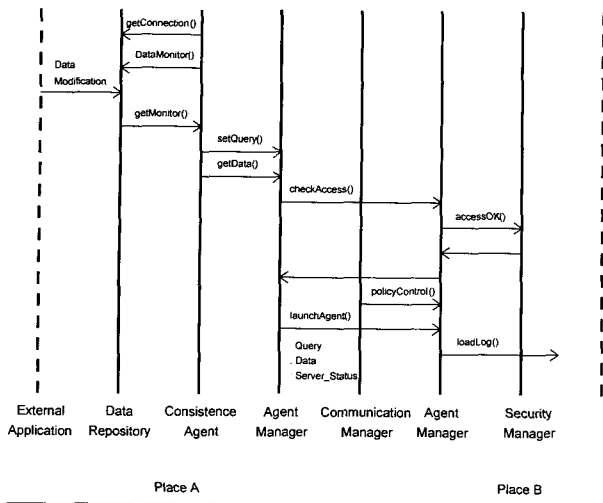 getConnection()
DataMonitor()
Data
Modification
getMonitor()
setQuery()
getData()
checkAccess()
accessOK()
policyControl()
launchAgent()
loadLog()
Query
Data
Server_Status
External Application
Data Repository
Consistence Agent
Agent Manager
Communication Manager
Agent Manager
Security Manager
Place A
Place B